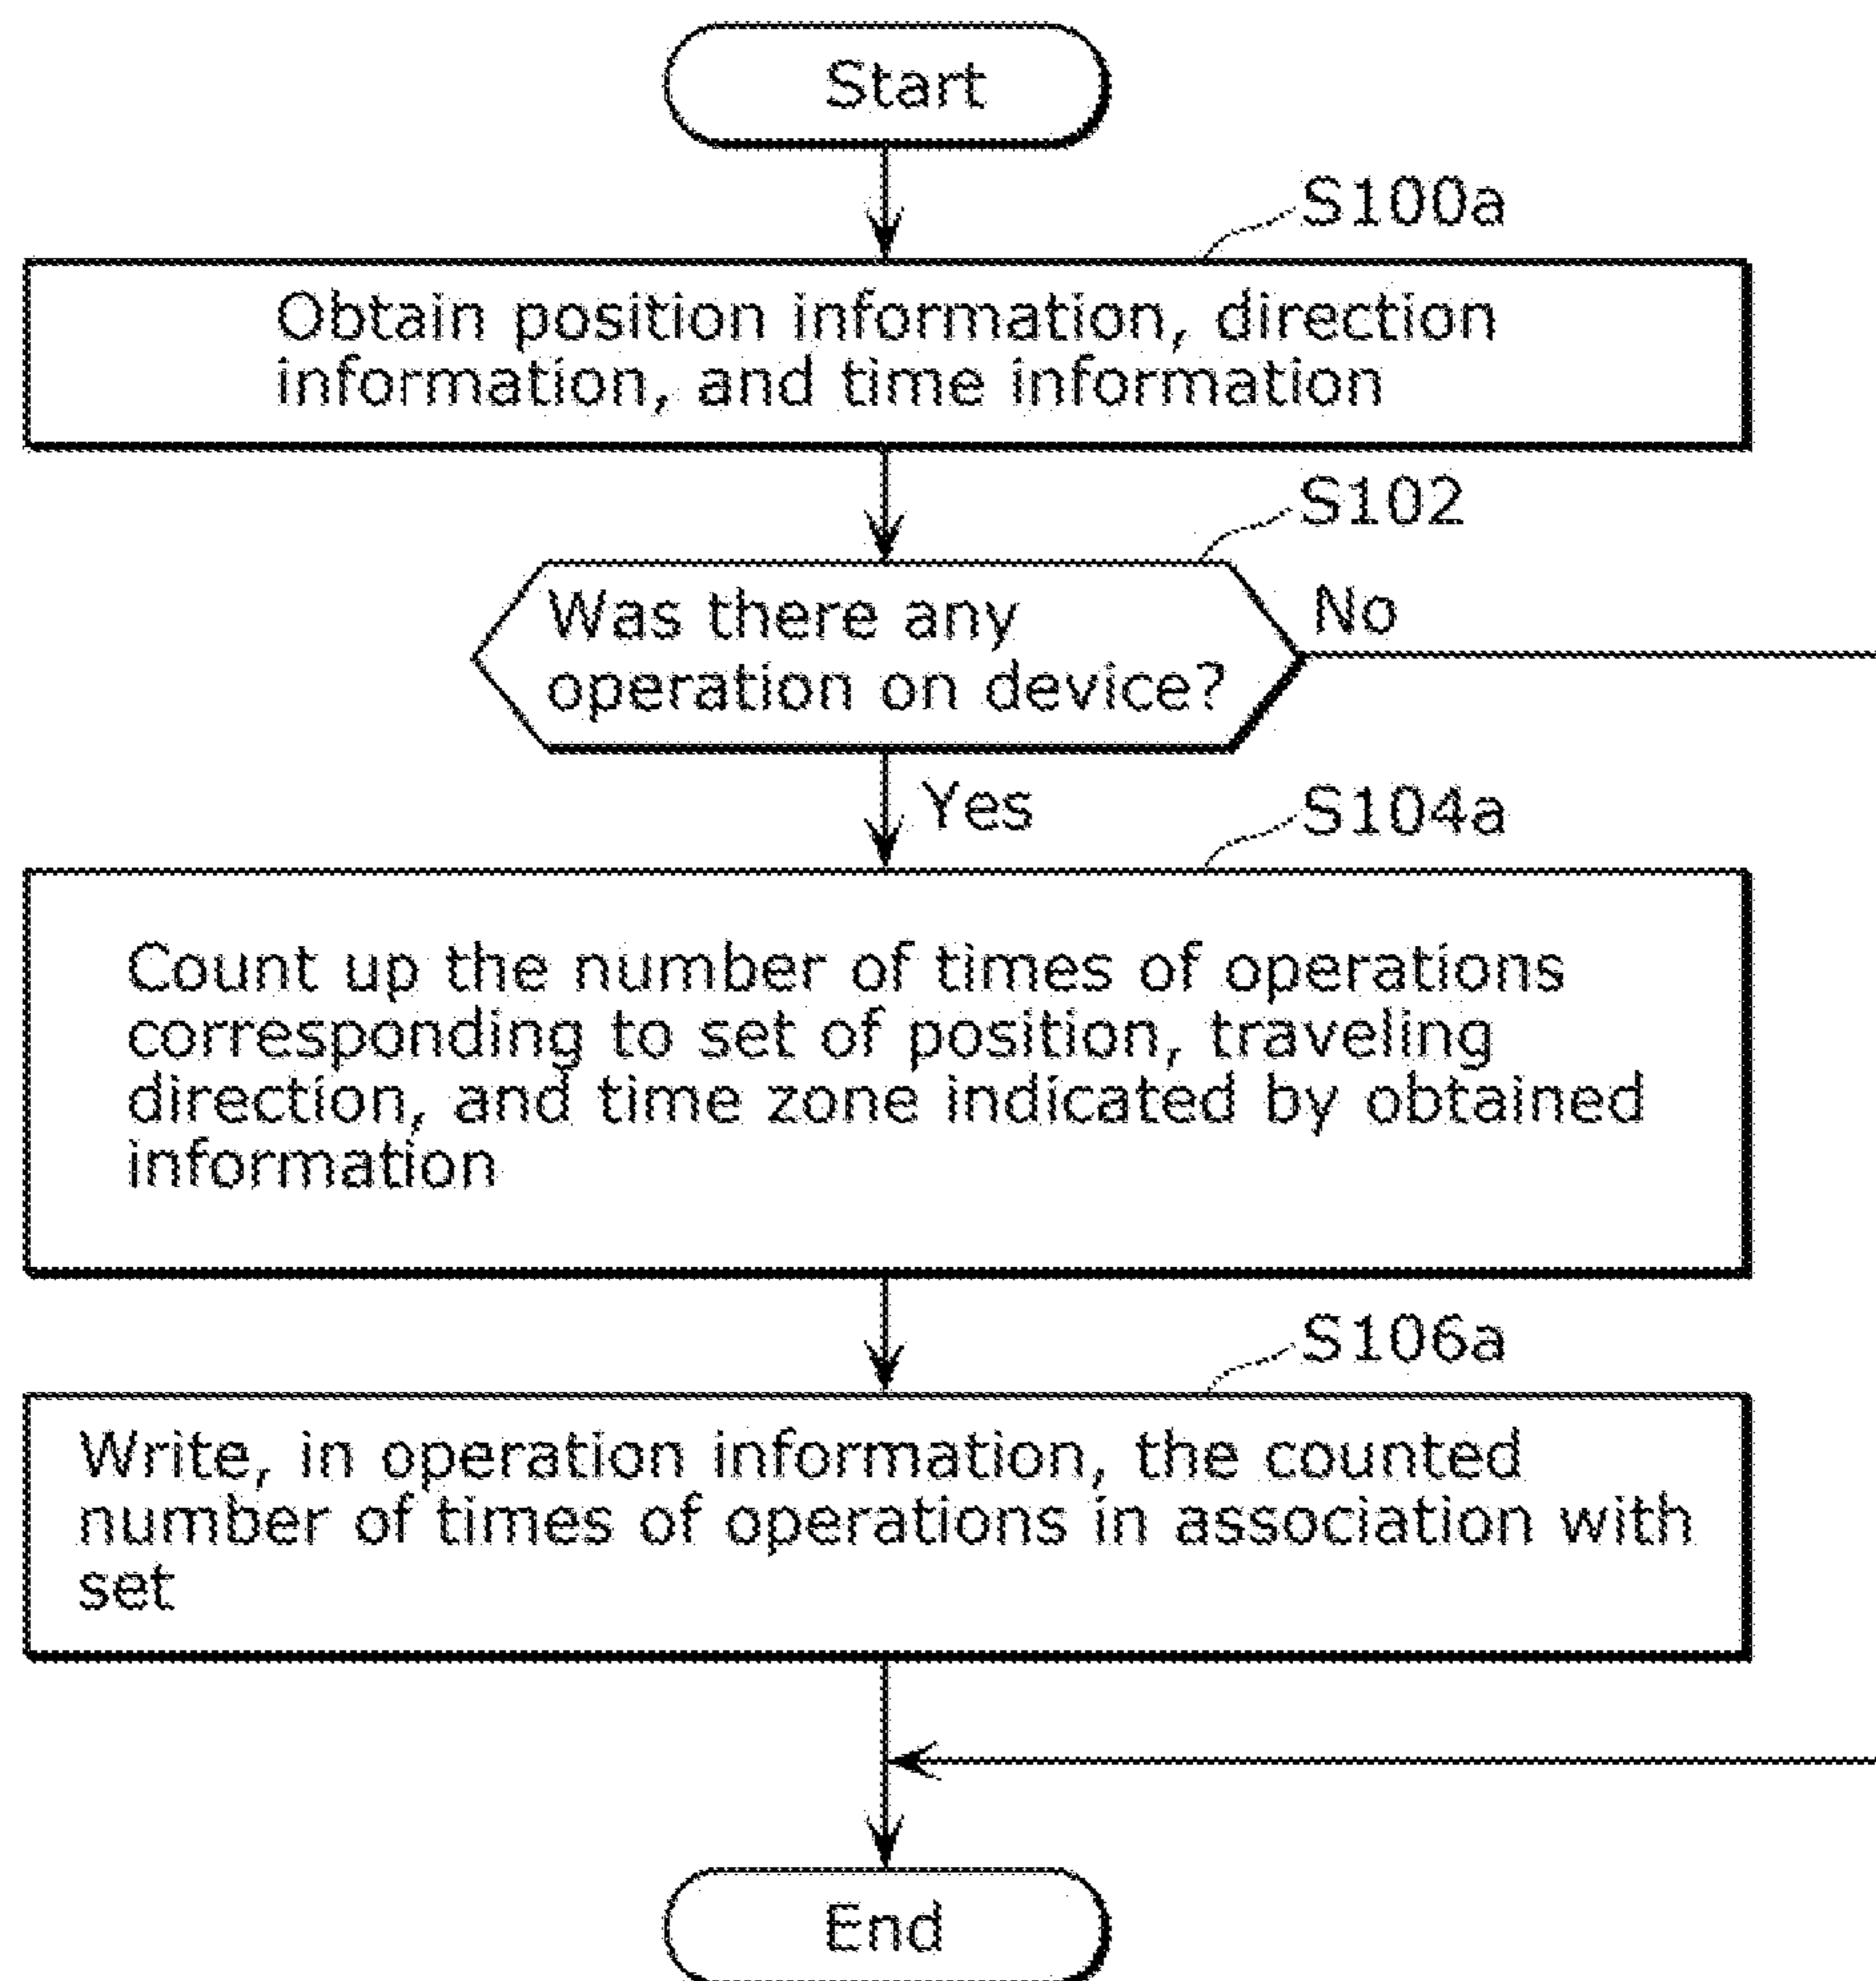 Start
S100a
Obtain position information, direction
information, and time information
S102
Was there any
operation on device?
No
Yes
S104a
Count up the number of times of operations
corresponding to set of position, traveling
direction, and time zone indicated by obtained
information
S106a
Write, in operation information, the counted
number of times of operations in association with
set
End